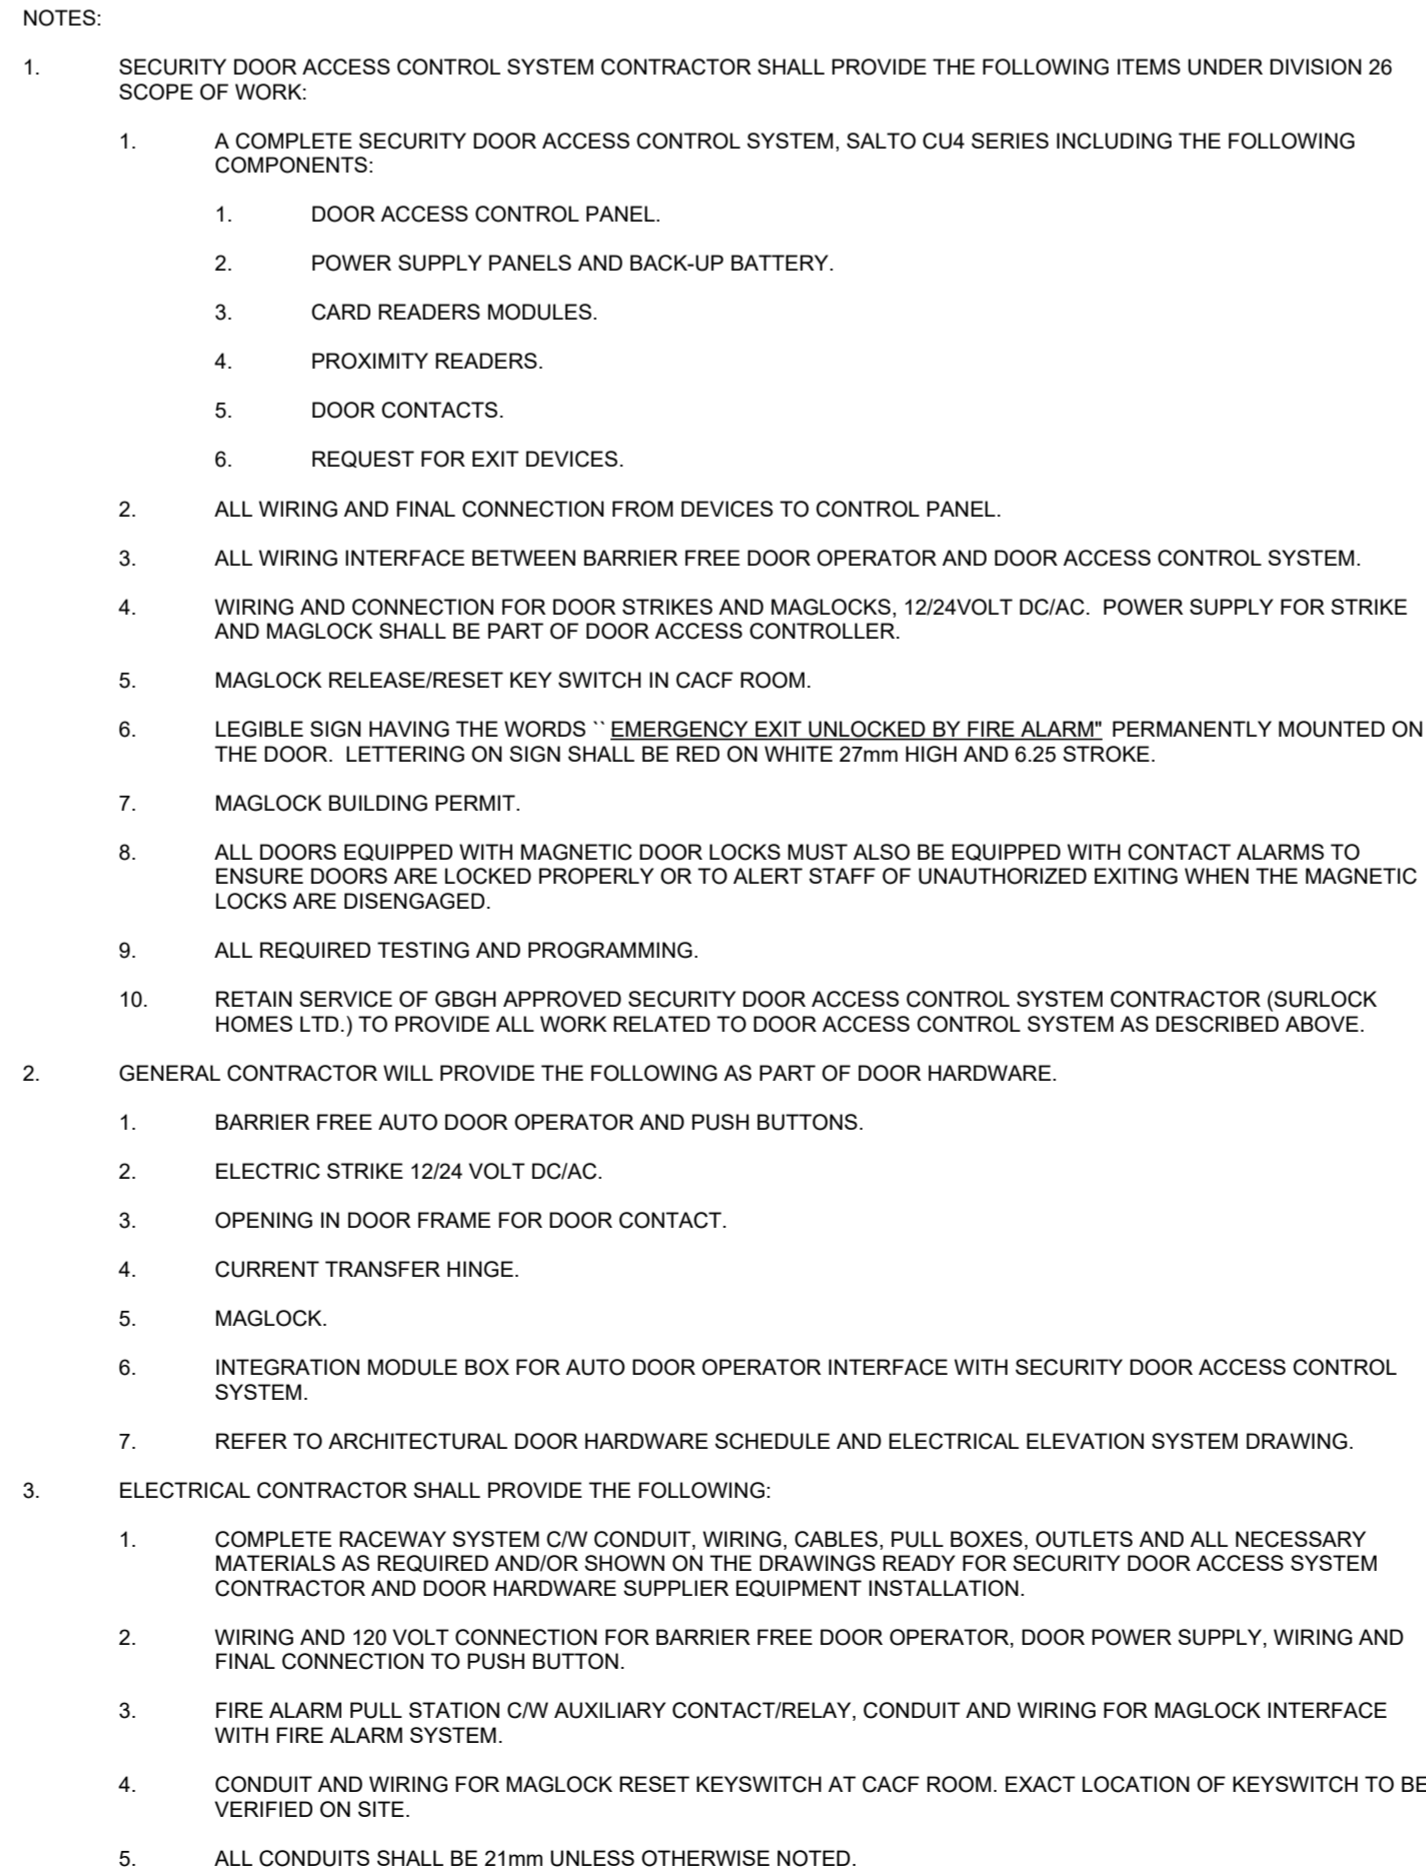 NOTES:
1. SECURITY DOOR ACCESS CONTROL SYSTEM CONTRACTOR SHALL PROVIDE THE FOLLOWING ITEMS UNDER DIVISION 26
SCOPE OF WORK:
1. A COMPLETE SECURITY DOOR ACCESS CONTROL SYSTEM, SALTO CU4 SERIES INCLUDING THE FOLLOWING
COMPONENTS:
1. DOOR ACCESS CONTROL PANEL.
2. POWER SUPPLY PANELS AND BACK-UP BATTERY.
3. CARD READERS MODULES.
4. PROXIMITY READERS.
5. DOOR CONTACTS.
6. REQUEST FOR EXIT DEVICES.
2. ALL WIRING AND FINAL CONNECTION FROM DEVICES TO CONTROL PANEL.
3. ALL WIRING INTERFACE BETWEEN BARRIER FREE DOOR OPERATOR AND DOOR ACCESS CONTROL SYSTEM.
4. WIRING AND CONNECTION FOR DOOR STRIKES AND MAGLOCKS, 12/24VOLT DC/AC. POWER SUPPLY FOR STRIKE
AND MAGLOCK SHALL BE PART OF DOOR ACCESS CONTROLLER.
5. MAGLOCK RELEASE/RESET KEY SWITCH IN CACF ROOM.
6. LEGIBLE SIGN HAVING THE WORDS `` EMERGENCY EXIT UNLOCKED BY FIRE ALARM" PERMANENTLY MOUNTED ON
THE DOOR. LETTERING ON SIGN SHALL BE RED ON WHITE 27mm HIGH AND 6.25 STROKE.
7. MAGLOCK BUILDING PERMIT.
8. ALL DOORS EQUIPPED WITH MAGNETIC DOOR LOCKS MUST ALSO BE EQUIPPED WITH CONTACT ALARMS TO
ENSURE DOORS ARE LOCKED PROPERLY OR TO ALERT STAFF OF UNAUTHORIZED EXITING WHEN THE MAGNETIC
LOCKS ARE DISENGAGED.
9. ALL REQUIRED TESTING AND PROGRAMMING.
10. RETAIN SERVICE OF GBGH APPROVED SECURITY DOOR ACCESS CONTROL SYSTEM CONTRACTOR (SURLOCK
HOMES LTD.) TO PROVIDE ALL WORK RELATED TO DOOR ACCESS CONTROL SYSTEM AS DESCRIBED ABOVE.
2. GENERAL CONTRACTOR WILL PROVIDE THE FOLLOWING AS PART OF DOOR HARDWARE.
1. BARRIER FREE AUTO DOOR OPERATOR AND PUSH BUTTONS.
2. ELECTRIC STRIKE 12/24 VOLT DC/AC.
3. OPENING IN DOOR FRAME FOR DOOR CONTACT.
4. CURRENT TRANSFER HINGE.
5. MAGLOCK.
6. INTEGRATION MODULE BOX FOR AUTO DOOR OPERATOR INTERFACE WITH SECURITY DOOR ACCESS CONTROL
SYSTEM.
7. REFER TO ARCHITECTURAL DOOR HARDWARE SCHEDULE AND ELECTRICAL ELEVATION SYSTEM DRAWING.
3. ELECTRICAL CONTRACTOR SHALL PROVIDE THE FOLLOWING:
1. COMPLETE RACEWAY SYSTEM C/W CONDUIT, WIRING, CABLES, PULL BOXES, OUTLETS AND ALL NECESSARY
MATERIALS AS REQUIRED AND/OR SHOWN ON THE DRAWINGS READY FOR SECURITY DOOR ACCESS SYSTEM
CONTRACTOR AND DOOR HARDWARE SUPPLIER EQUIPMENT INSTALLATION.
2. WIRING AND 120 VOLT CONNECTION FOR BARRIER FREE DOOR OPERATOR, DOOR POWER SUPPLY, WIRING AND
FINAL CONNECTION TO PUSH BUTTON.
3. FIRE ALARM PULL STATION C/W AUXILIARY CONTACT/RELAY, CONDUIT AND WIRING FOR MAGLOCK INTERFACE
WITH FIRE ALARM SYSTEM.
4. CONDUIT AND WIRING FOR MAGLOCK RESET KEYSWITCH AT CACF ROOM. EXACT LOCATION OF KEYSWITCH TO BE
VERIFIED ON SITE.
5. ALL CONDUITS SHALL BE 21mm UNLESS OTHERWISE NOTED.